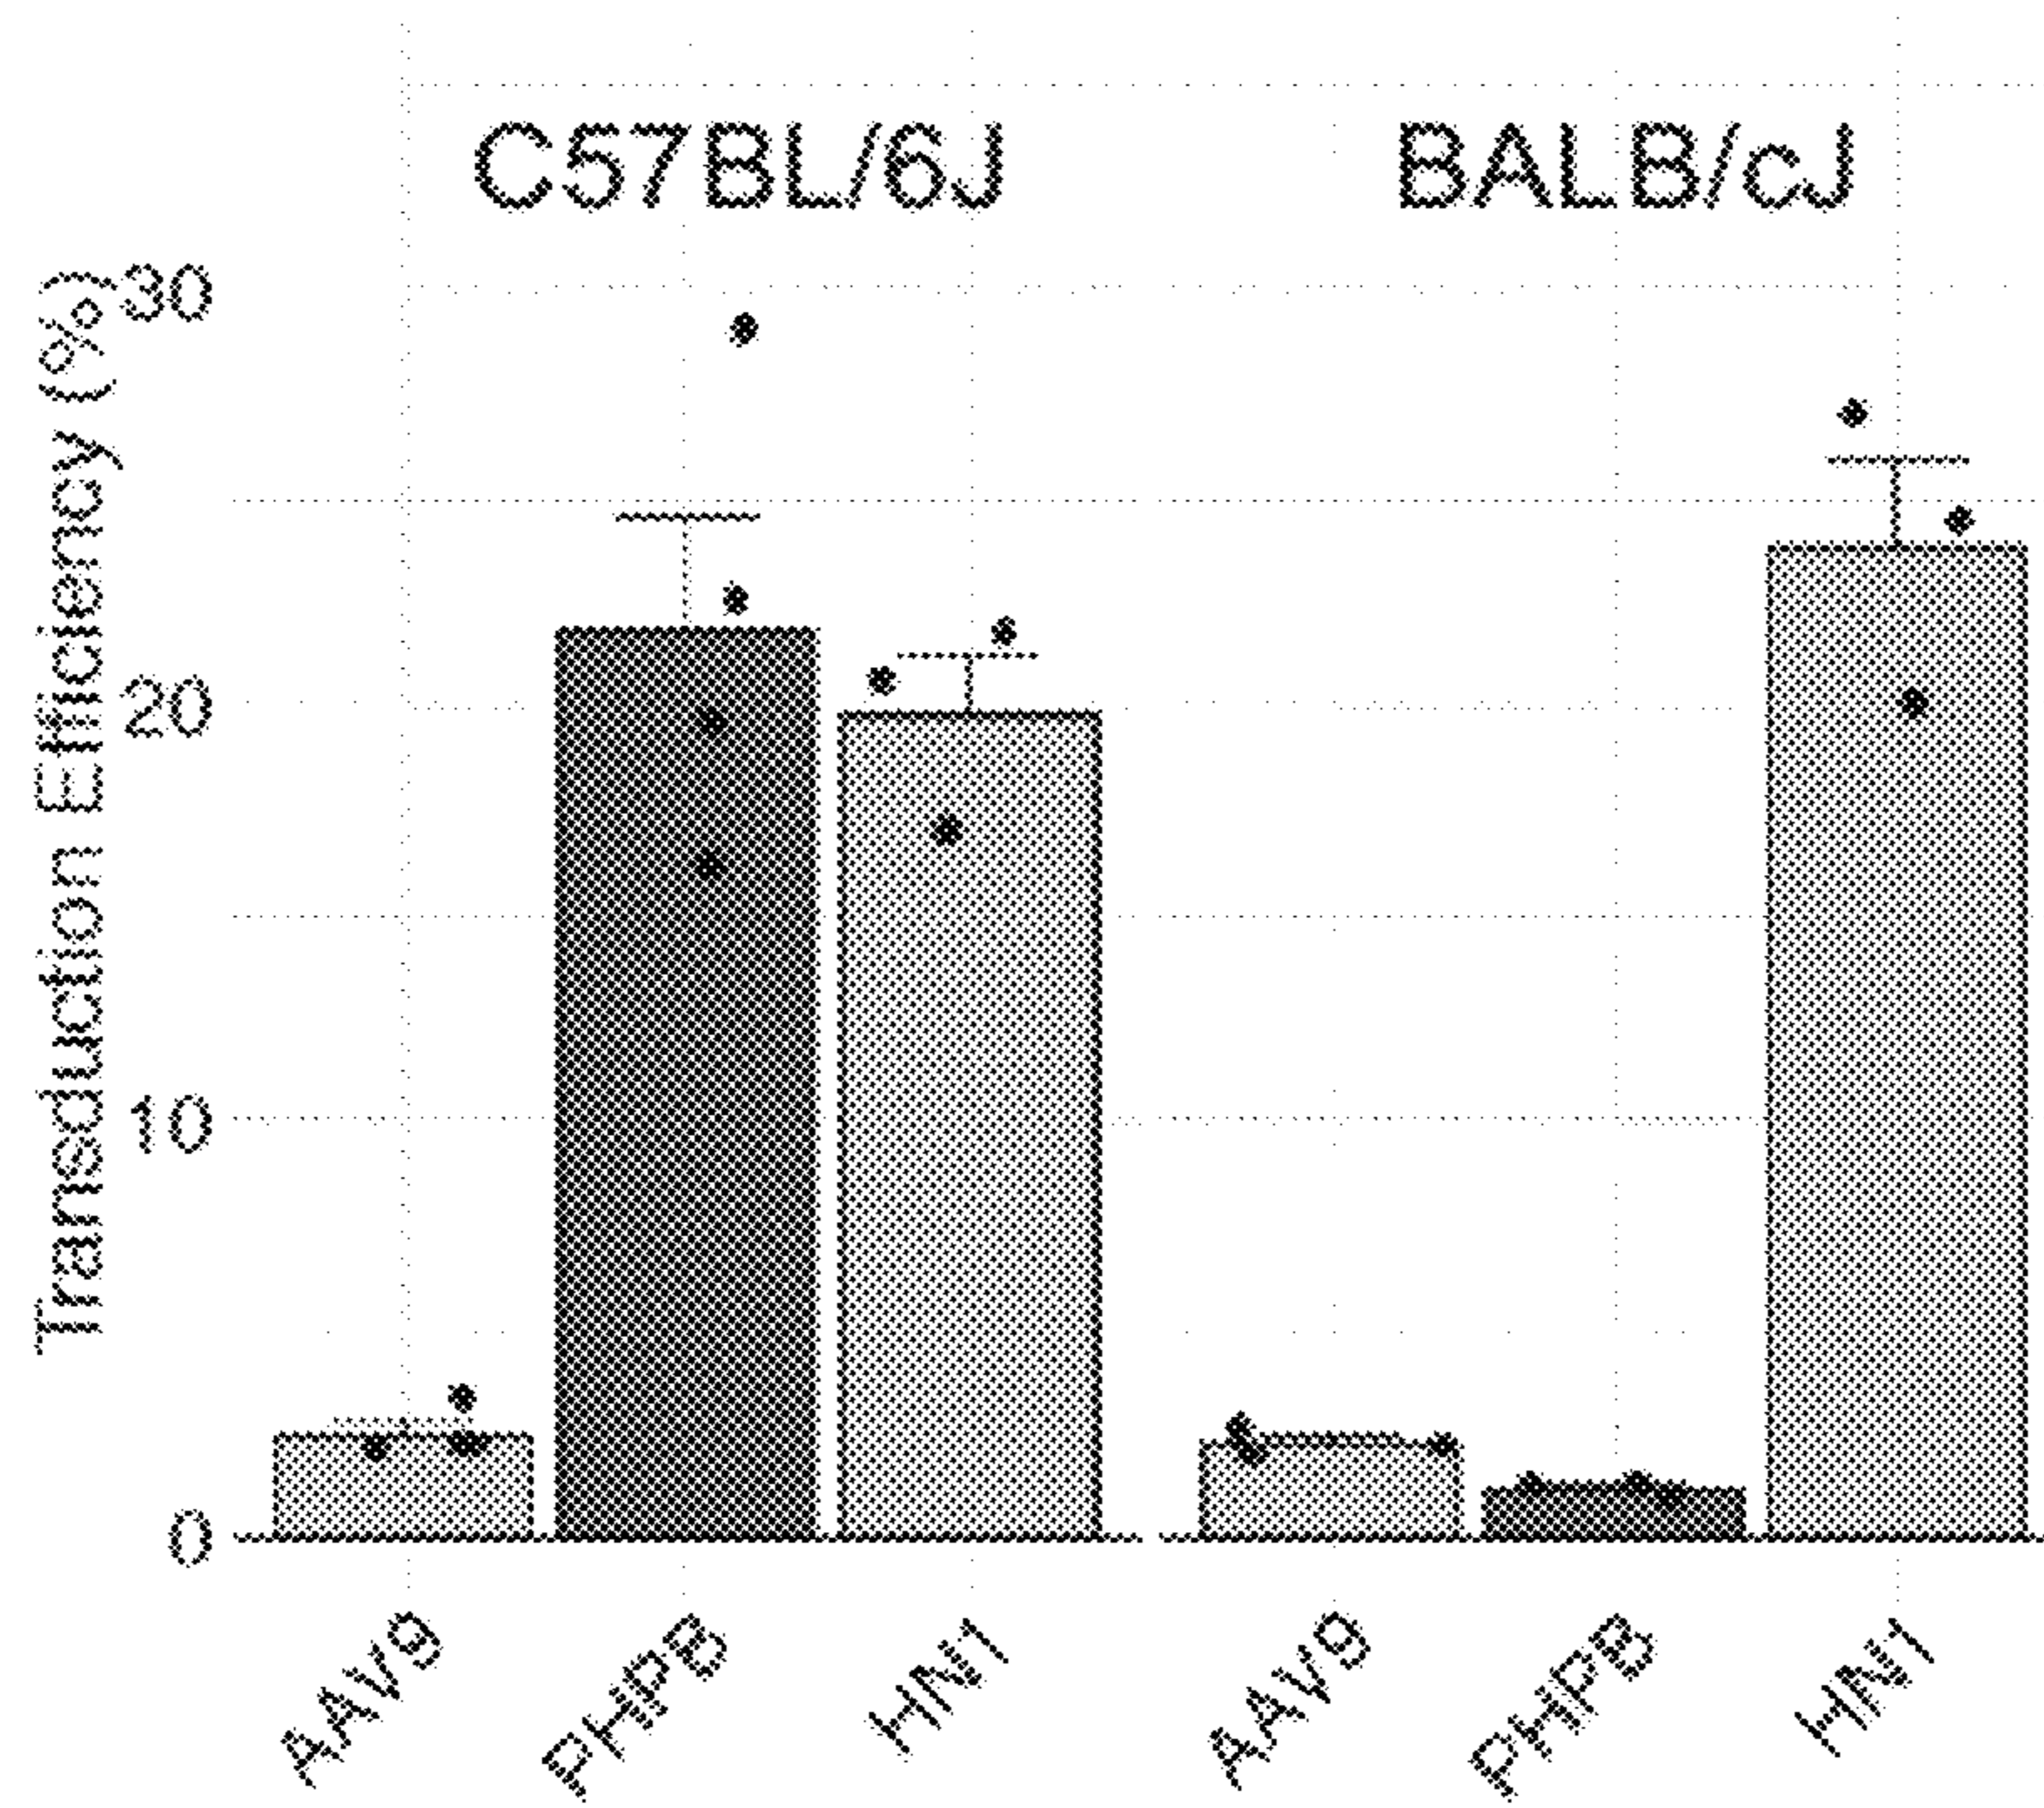 C57BL/6J
BALB/cJ
Transduction Efficiency (%)
30
20
10
0
AAV9
PHPB
HN1
AAV9
PHPB
HN1